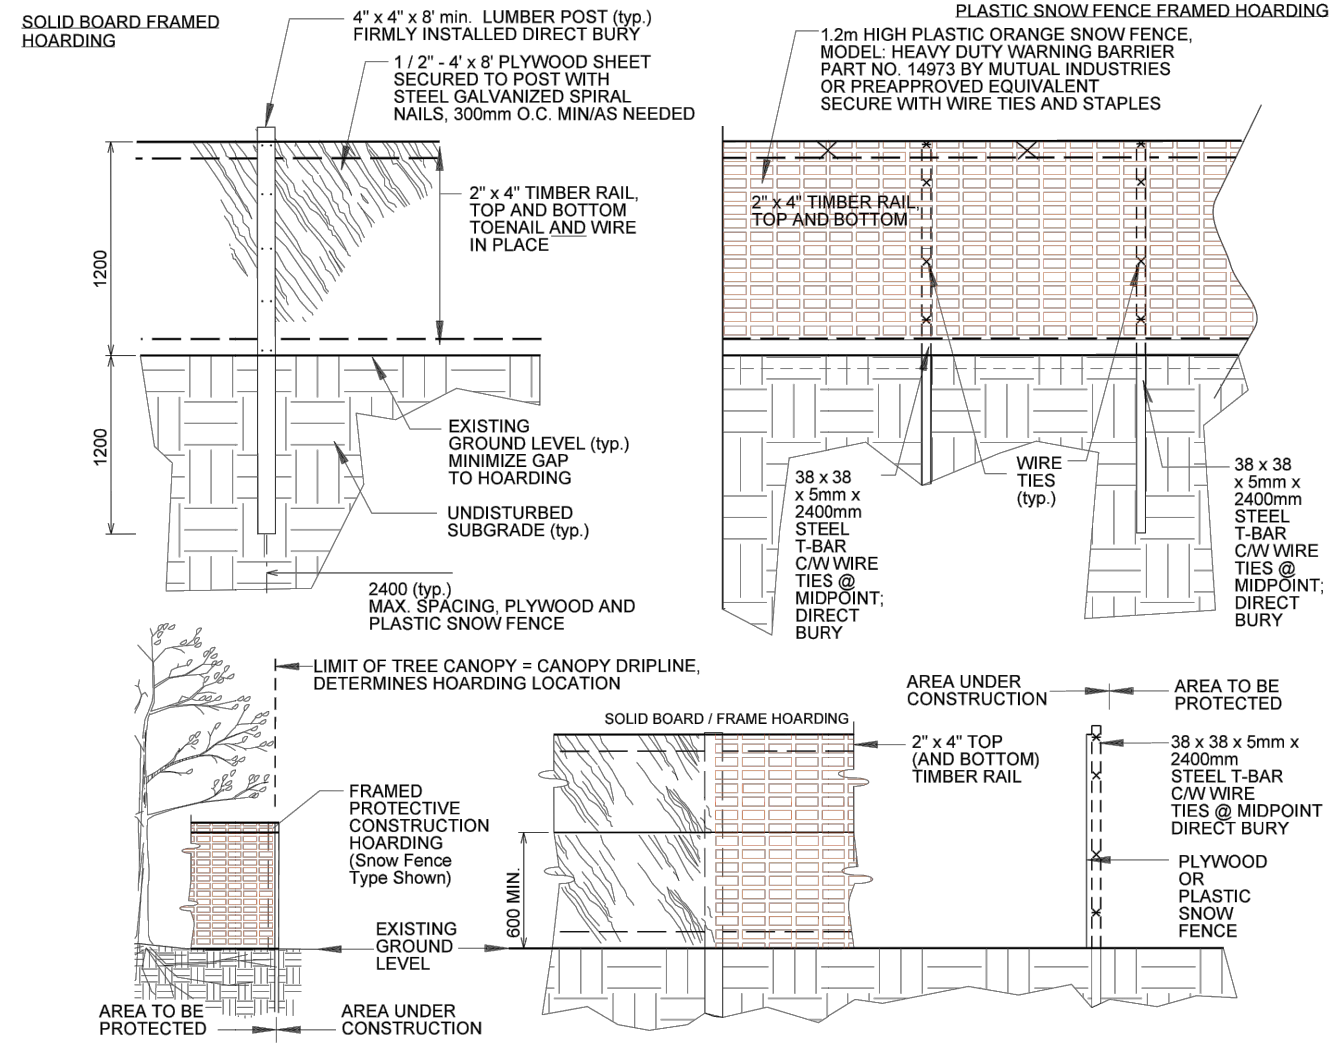 SOLID BOARD FRAMED
HOARDING
4" x 4" x 8' min. LUMBER POST (typ.)
FIRMLY INSTALLED DIRECT BURY
1 / 2" - 4' x 8' PLYWOOD SHEET
SECURED TO POST WITH
STEEL GALVANIZED SPIRAL
NAILS, 300mm O.C. MIN/AS NEEDED
2" x 4" TIMBER RAIL,
TOP AND BOTTOM
TOENAIL AND WIRE
IN PLACE
1200
1200
EXISTING
GROUND LEVEL (typ.)
MINIMIZE GAP
TO HOARDING
UNDISTURBED
SUBGRADE (typ.)
2400 (typ.)
MAX. SPACING, PLYWOOD AND
PLASTIC SNOW FENCE
PLASTIC SNOW FENCE FRAMED HOARDING
1.2m HIGH PLASTIC ORANGE SNOW FENCE,
MODEL: HEAVY DUTY WARNING BARRIER
PART NO. 14973 BY MUTUAL INDUSTRIES
OR PREAPPROVED EQUIVALENT
SECURE WITH WIRE TIES AND STAPLES
2" x 4" TIMBER RAIL,
TOP AND BOTTOM
38 x 38
x 5mm x
2400mm
STEEL
T-BAR
C/W WIRE
TIES @
MIDPOINT;
DIRECT
BURY
WIRE
TIES
(typ.)
38 x 38
x 5mm x
2400mm
STEEL
T-BAR
C/W WIRE
TIES @
MIDPOINT;
DIRECT
BURY
LIMIT OF TREE CANOPY = CANOPY DRIPLINE,
DETERMINES HOARDING LOCATION
FRAMED
PROTECTIVE
CONSTRUCTION
HOARDING
(Snow Fence
Type Shown)
EXISTING
GROUND
LEVEL
AREA TO BE
PROTECTED
AREA UNDER
CONSTRUCTION
SOLID BOARD / FRAME HOARDING
2" x 4" TOP
(AND BOTTOM)
TIMBER RAIL
600 MIN.
AREA UNDER
CONSTRUCTION
AREA TO BE
PROTECTED
38 x 38 x 5mm x
2400mm
STEEL T-BAR
C/W WIRE
TIES @ MIDPOINT
DIRECT BURY
PLYWOOD
OR
PLASTIC
SNOW
FENCE